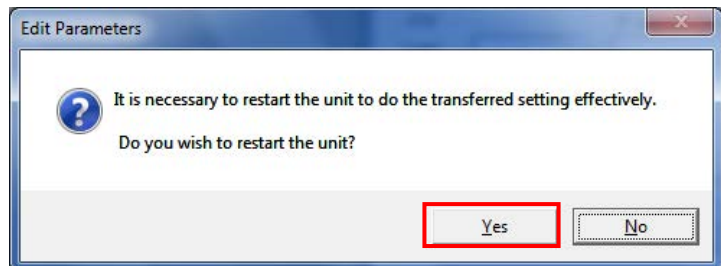 Edit Parameters
It is necessary to restart the unit to do the transferred setting effectively.
Do you wish to restart the unit?
Yes
No